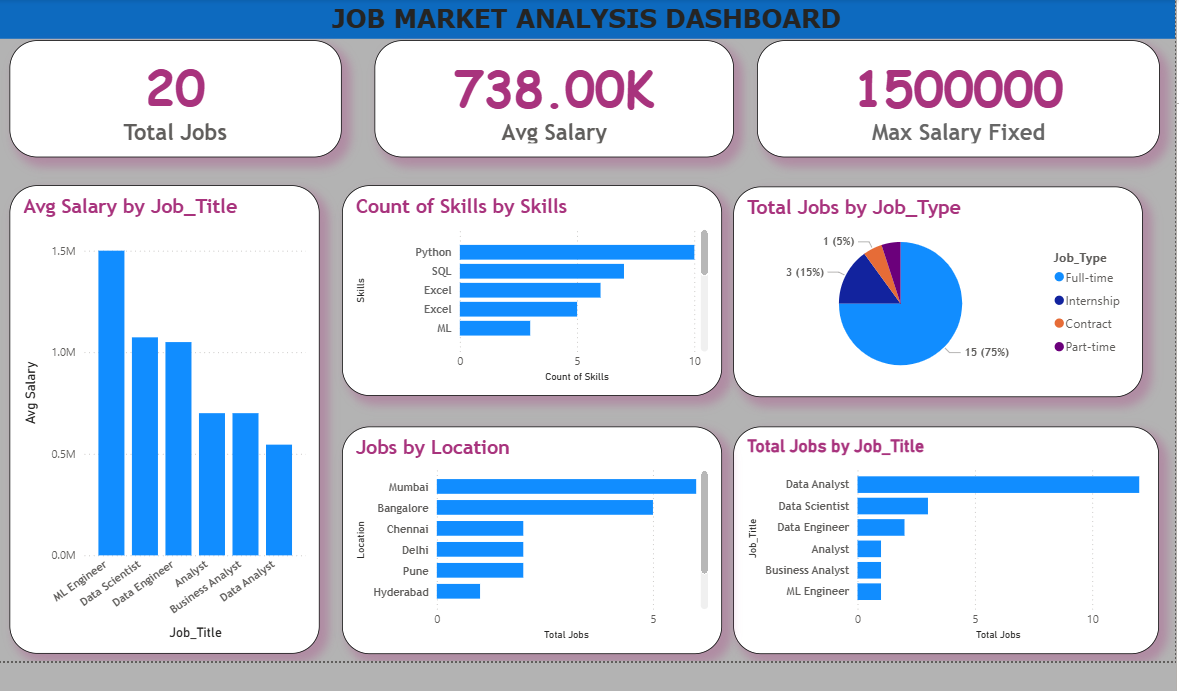 JOB MARKET ANALYSIS DASHBOARD
20
Total Jobs
738.00K
Avg Salary
1500000
Max Salary Fixed
Avg Salary by Job_Title
Avg Salary
1.5M
1.0M
0.5M
0.0M
ML Engineer
Data Scientist
Data Engineer
Analyst
Business Analyst
Data Analyst
Job_Title
Count of Skills by Skills
Skills
Python
SQL
Excel
Excel
ML
0
5
10
Count of Skills
Total Jobs by Job_Type
1 (5%)
3 (15%)
15 (75%)
Job_Type
Full-time
Internship
Contract
Part-time
Jobs by Location
Location
Mumbai
Bangalore
Chennai
Delhi
Pune
Hyderabad
0
5
Total Jobs
Total Jobs by Job_Title
Job_Title
Data Analyst
Data Scientist
Data Engineer
Analyst
Business Analyst
ML Engineer
0
5
10
Total Jobs